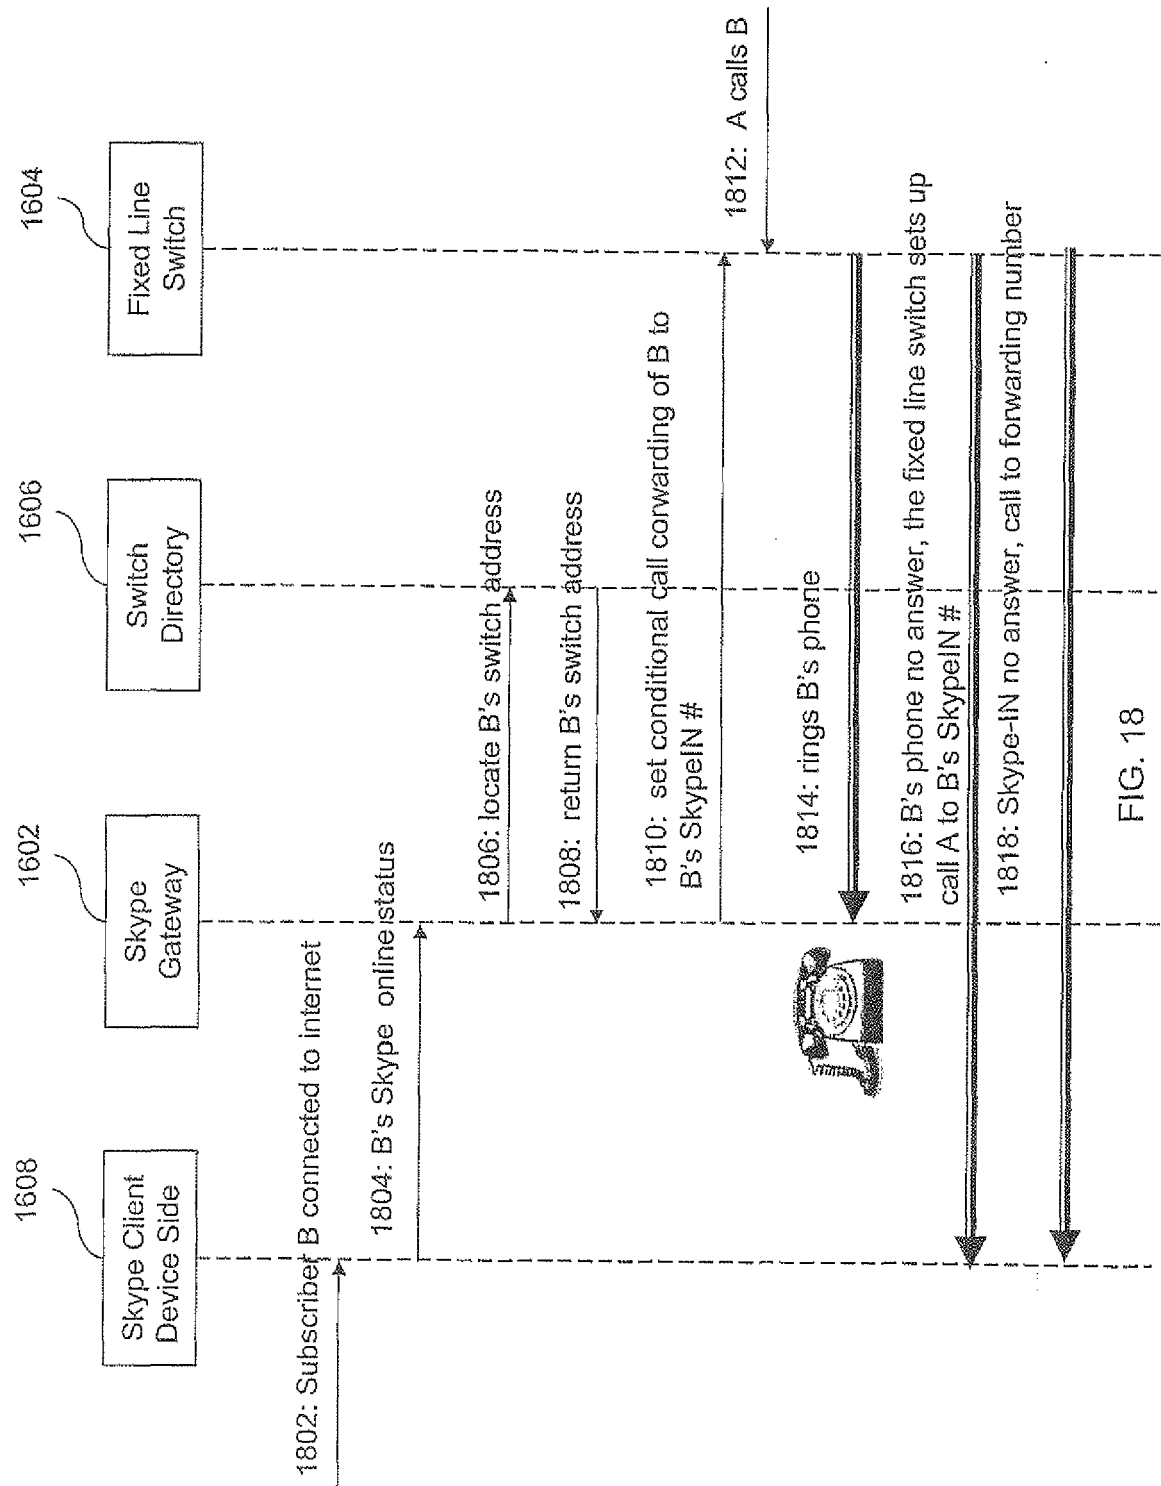 1608
Skype Client
Device Side
1602
Skype
Gateway
1606
Switch
Directory
1604
Fixed Line
Switch
1802: Subscriber B connected to internet
1804: B's Skype online status
1806: locate B's switch address
1808: return B's switch address
1810: set conditional call corwarding of B to
B's SkypeIN #
1812: A calls B
1814: rings B's phone
1816: B's phone no answer, the fixed line switch sets up
call A to B's SkypeIN #
1818: Skype-IN no answer, call to forwarding number
FIG. 18